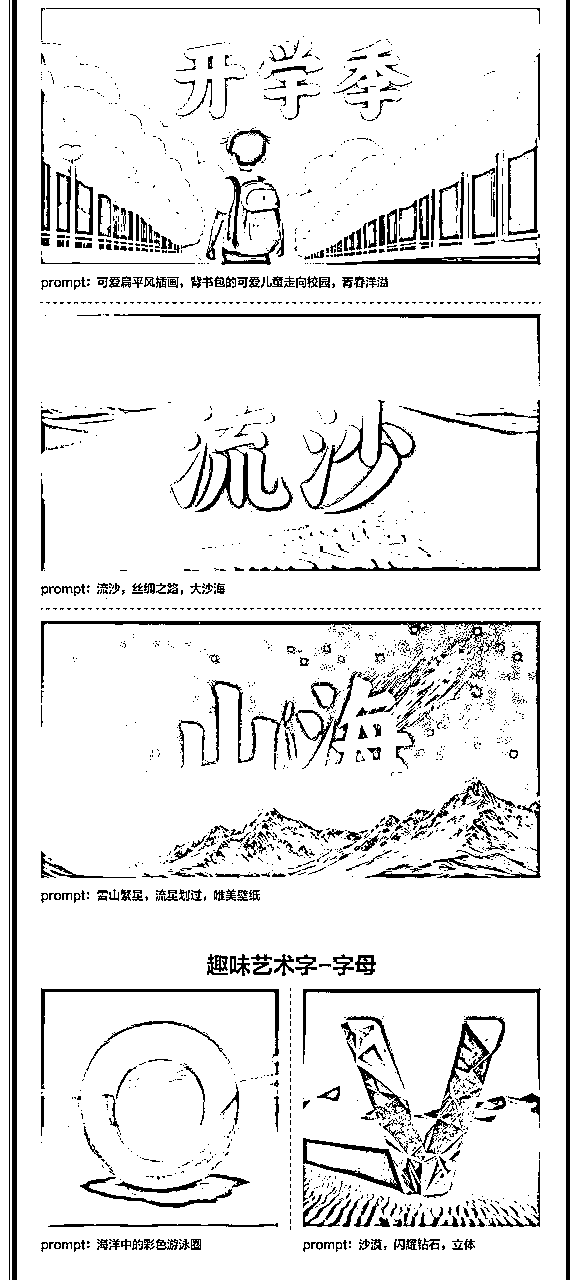 开学季
prompt: 可爱扁平风插画，背书包的可爱儿童走向校园，青春洋溢
流沙
prompt: 流沙，丝绸之路，大沙海
山海
prompt: 雪山繁星，流星划过，唯美壁纸
趣味艺术字-字母
O
V
prompt: 海洋中的彩色游泳圈
prompt: 沙漠，闪耀钻石，立体